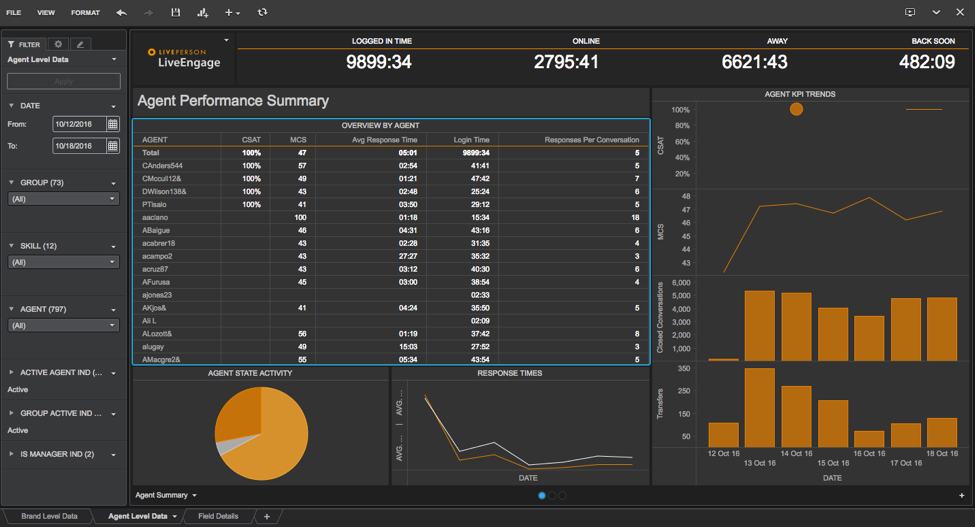 FILE VIEW FORMAT
FILTER
Agent Level Data
Apply
DATE
From: 10/12/2016
To: 10/18/2016
GROUP (73)
(All)
SKILL (12)
(All)
AGENT (797)
(All)
ACTIVE AGENT IND (...
Active
GROUP ACTIVE IND ...
Active
IS MANAGER IND (2)
LIVEPERSON
LiveEngage
LOGGED IN TIME ONLINE AWAY BACK SOON
9899:34 2795:41 6621:43 482:09
Agent Performance Summary
OVERVIEW BY AGENT
AGENT CSAT MCS Avg Response Time Login Time Responses Per Conversation
Total 100% 47 05:01 9899:34 5
CAnders544 100% 57 02:54 41:41 5
CMccull12& 100% 49 01:21 47:42 7
DWilson138& 100% 43 02:48 25:24 6
PTIsalo 100% 41 03:50 29:12 5
aaciano 100 01:18 15:34 18
ABaigue 46 04:31 43:16 6
acabrer18 43 02:28 31:35 4
acampo2 43 27:27 35:32 3
acruz87 43 03:12 40:30 6
AFurusa 45 03:00 38:54 4
ajones23 02:33
AKjos& 41 04:24 35:50 5
Ali L 02:09
ALozott& 56 01:19 37:42 8
alugay 49 15:03 27:52 3
AMacgre2& 55 05:34 43:54 5
AGENT STATE ACTIVITY
RESPONSE TIMES
AVG. ... | AVG. ...
DATE
AGENT KPI TRENDS
CSAT
100%
80%
60%
40%
20%
MCS
48
47
46
45
44
43
Closed Conversations
6,000
5,000
4,000
3,000
2,000
1,000
Transfers
350
250
150
50
12 Oct 16 14 Oct 16 16 Oct 16 18 Oct 16
13 Oct 16 15 Oct 16 17 Oct 16
DATE
Agent Summary
Brand Level Data Agent Level Data Field Details +